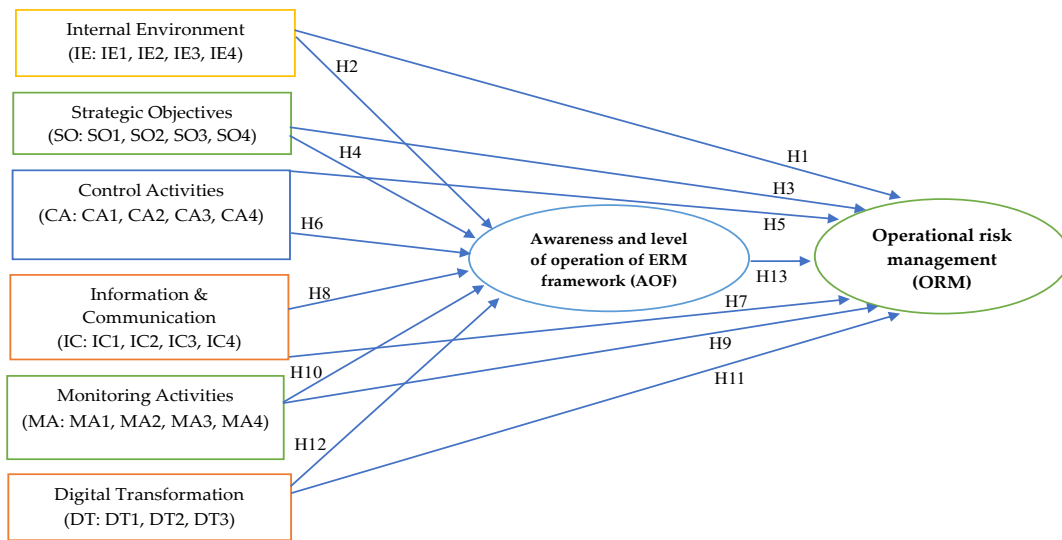 Internal Environment
(IE: IE1, IE2, IE3, IE4)
H2
Strategic Objectives
(SO: SO1, SO2, SO3, SO4)
H4
H1
H3
Control Activities
(CA: CA1, CA2, CA3, CA4)
H6
H5
Awareness and level
of operation of ERM
framework (AOF)
Operational risk
management
(ORM)
H13
Information &
Communication
(IC: IC1, IC2, IC3, IC4)
H8
H7
H10
H9
H11
Monitoring Activities
(MA: MA1, MA2, MA3, MA4)
H12
Digital Transformation
(DT: DT1, DT2, DT3)